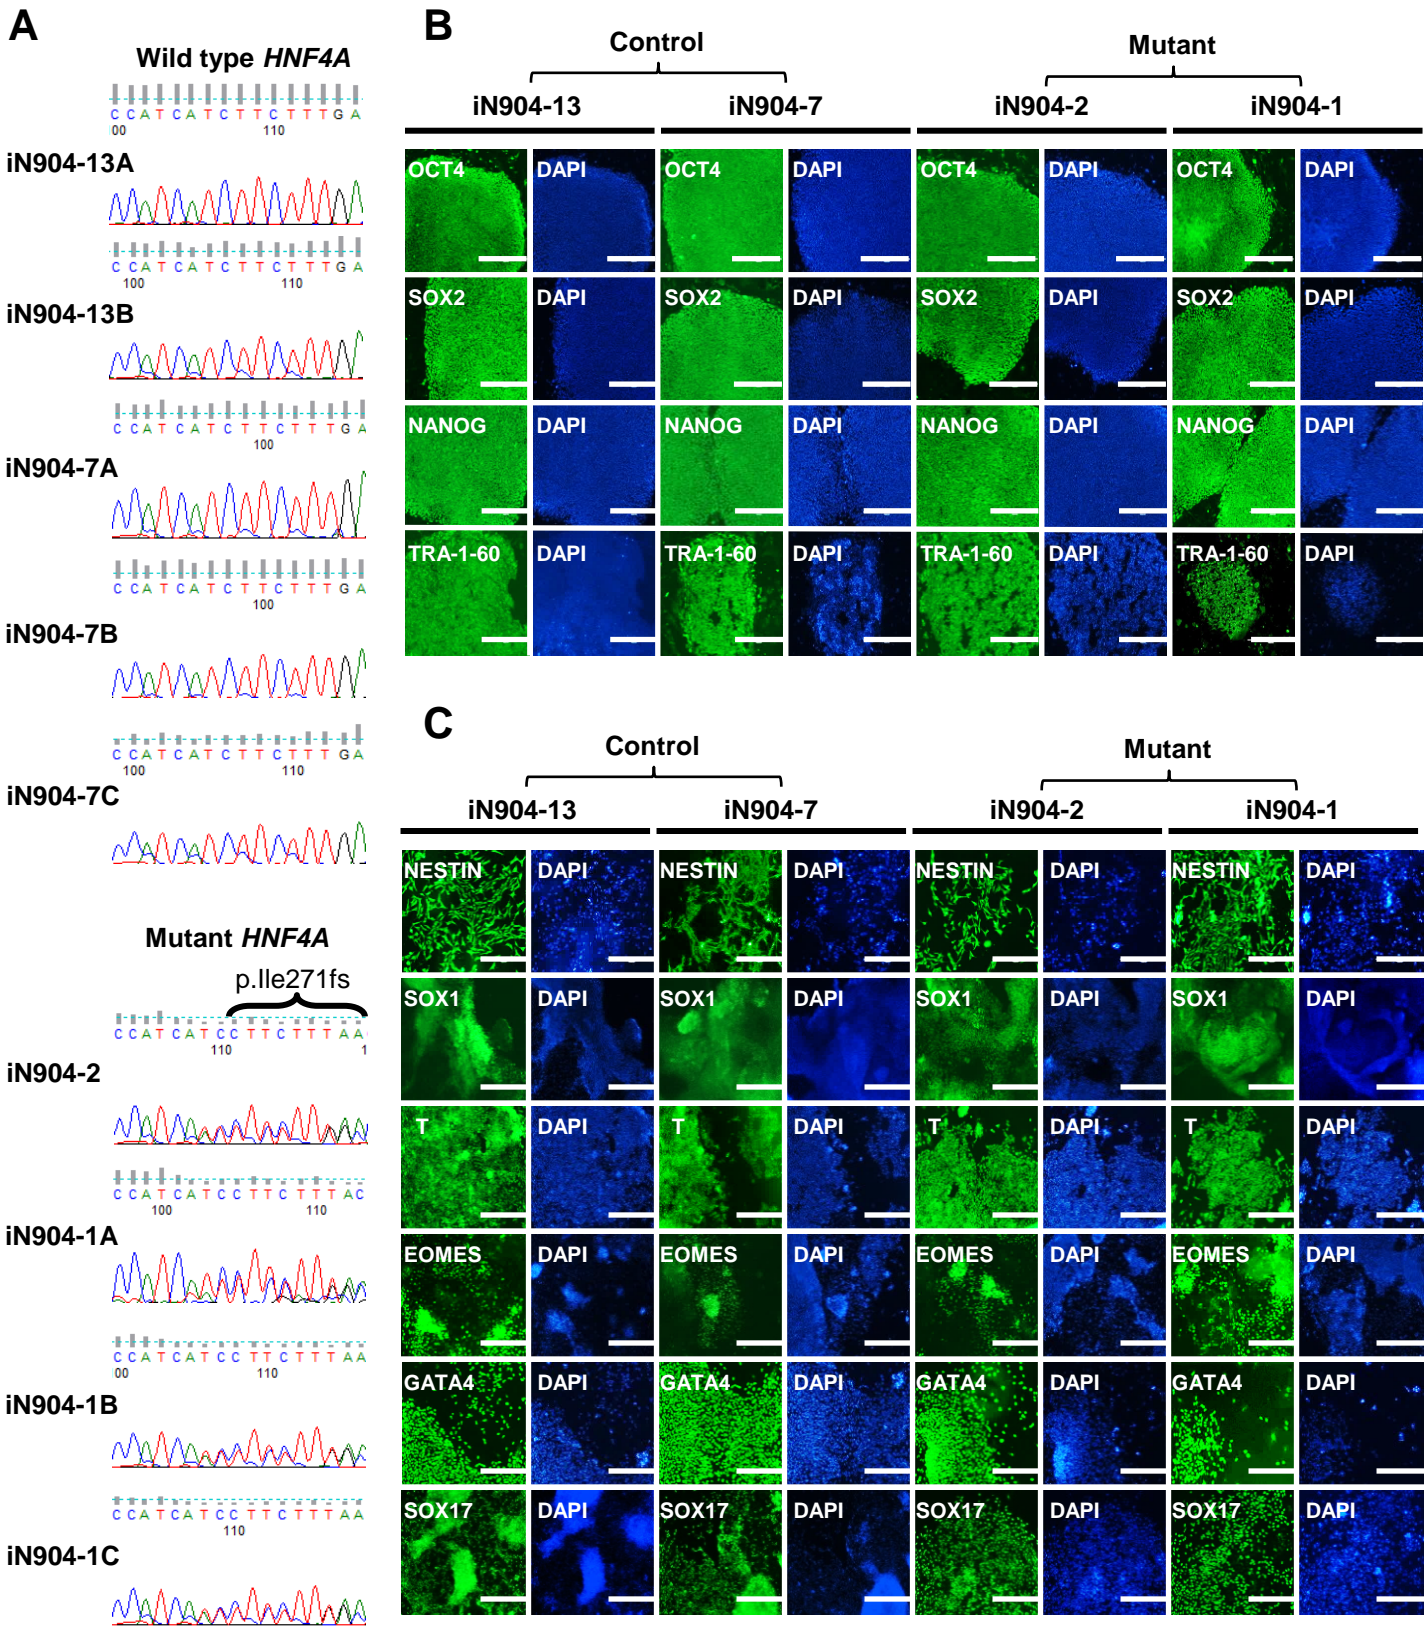 A
Wild type HNF4A
C C A T C A T C T T C T T T G A
00 110
iN904-13A
C C A T C A T C T T C T T T G A
100 110
iN904-13B
C C A T C A T C T T C T T T G A
100
iN904-7A
C C A T C A T C T T C T T T G A
100
iN904-7B
C C A T C A T C T T C T T T G A
100 110
iN904-7C
Mutant HNF4A
p.Ile271fs
C C A T C A T C C T T C T T T A A
110 1
iN904-2
C C A T C A T C C T T C T T T A C
100 110
iN904-1A
C C A T C A T C C T T C T T T A A
00 110
iN904-1B
C C A T C A T C C T T C T T T A A
110
iN904-1C
B
Control Mutant
iN904-13 iN904-7 iN904-2 iN904-1
OCT4 DAPI OCT4 DAPI OCT4 DAPI OCT4 DAPI
SOX2 DAPI SOX2 DAPI SOX2 DAPI SOX2 DAPI
NANOG DAPI NANOG DAPI NANOG DAPI NANOG DAPI
TRA-1-60 DAPI TRA-1-60 DAPI TRA-1-60 DAPI TRA-1-60 DAPI
C
Control Mutant
iN904-13 iN904-7 iN904-2 iN904-1
NESTIN DAPI NESTIN DAPI NESTIN DAPI NESTIN DAPI
SOX1 DAPI SOX1 DAPI SOX1 DAPI SOX1 DAPI
T DAPI T DAPI T DAPI T DAPI
EOMES DAPI EOMES DAPI EOMES DAPI EOMES DAPI
GATA4 DAPI GATA4 DAPI GATA4 DAPI GATA4 DAPI
SOX17 DAPI SOX17 DAPI SOX17 DAPI SOX17 DAPI